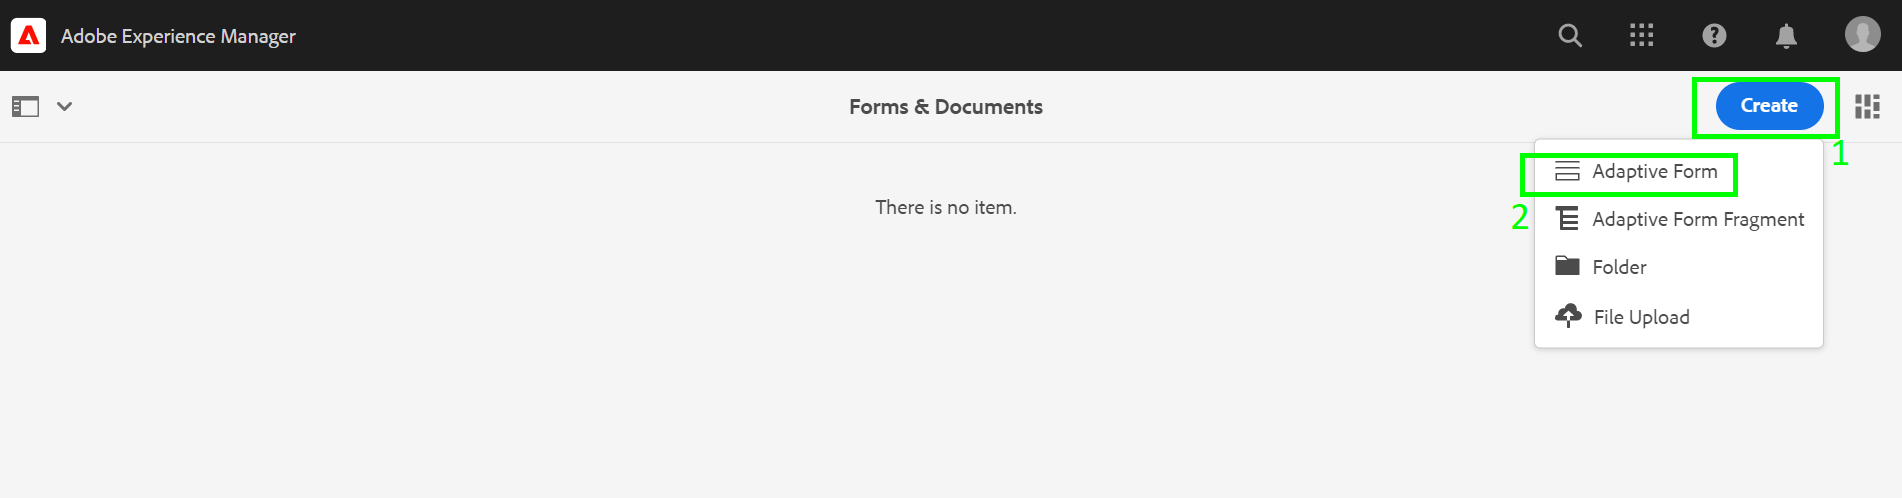 Adobe Experience Manager
Forms & Documents
Create
1
There is no item.
Adaptive Form
2
Adaptive Form Fragment
Folder
File Upload